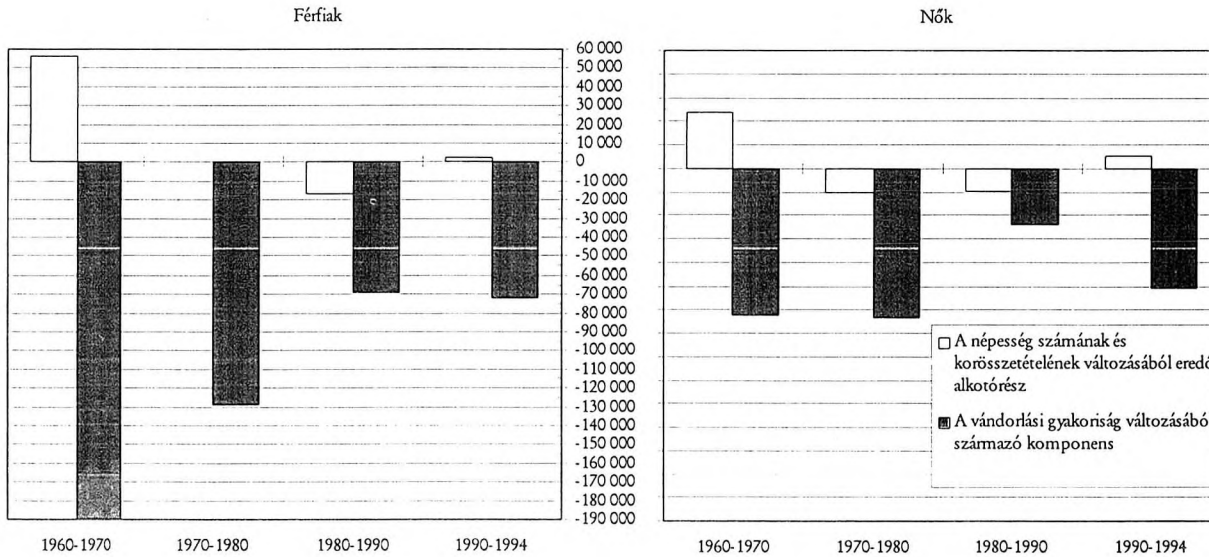 Férfiak
Nők
60 000
50 000
40 000
30 000
20 000
10 000
0
-10 000
-20 000
-30 000
-40 000
-50 000
-60 000
-70 000
-80 000
-90 000
-100 000
-110 000
-120 000
-130 000
-140 000
-150 000
-160 000
-170 000
-180 000
-190 000
A népesség számának és
korösszetételének változásából eredő
alkotórész
A vándorlási gyakoriság változásábó
származó komponens
1960-1970 1970-1980 1980-1990 1990-1994
1960-1970 1970-1980 1980-1990 1990-1994